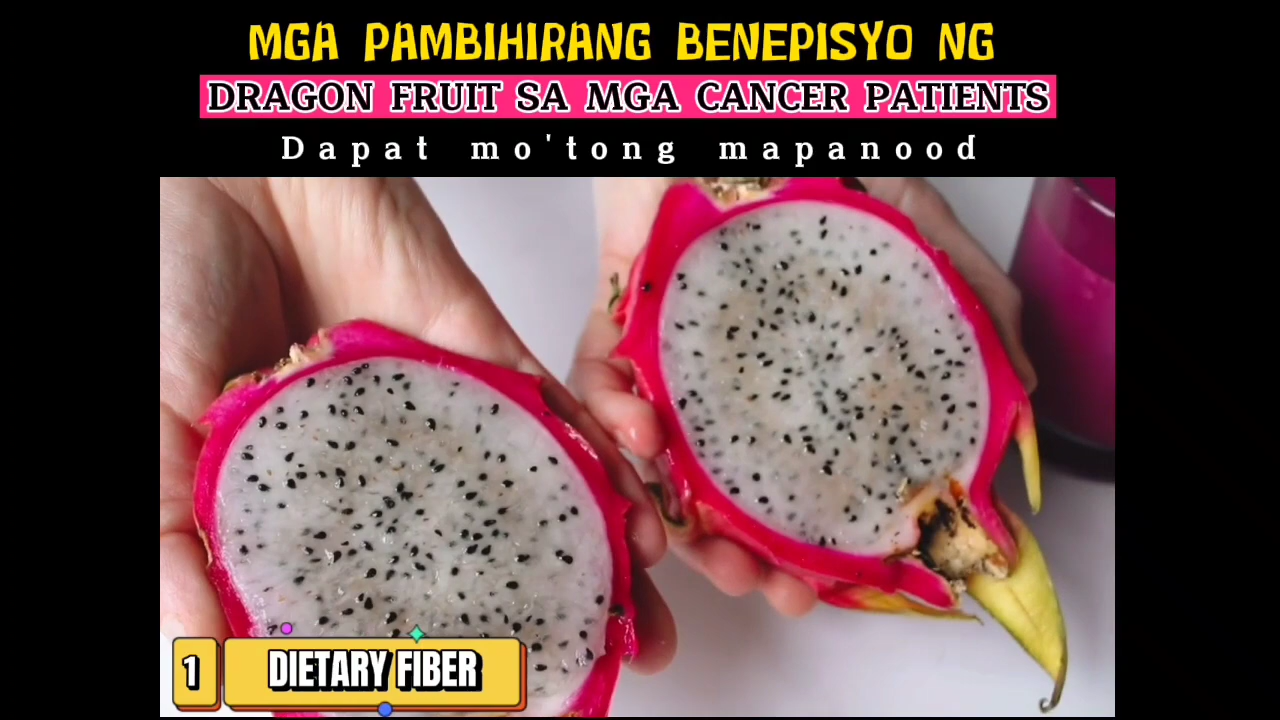 MGA PAMBIHIRANG BENEPISYO NG
DRAGON FRUIT SA MGA CANCER PATIENTS
Dapat mo'tong mapanood
1 DIETARY FIBER